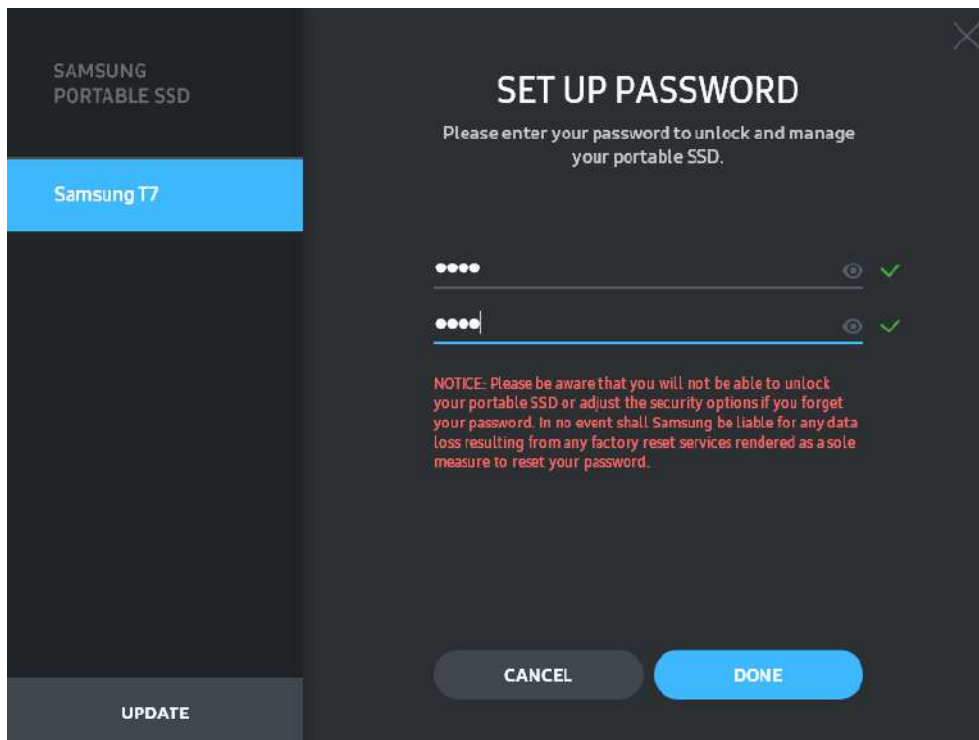 SAMSUNG
PORTABLE SSD
Samsung T7
UPDATE
SET UP PASSWORD
Please enter your password to unlock and manage
your portable SSD.
••••
••••
NOTICE: Please be aware that you will not be able to unlock
your portable SSD or adjust the security options if you forget
your password. In no event shall Samsung be liable for any data
loss resulting from any factory reset services rendered as a sole
measure to reset your password.
CANCEL
DONE